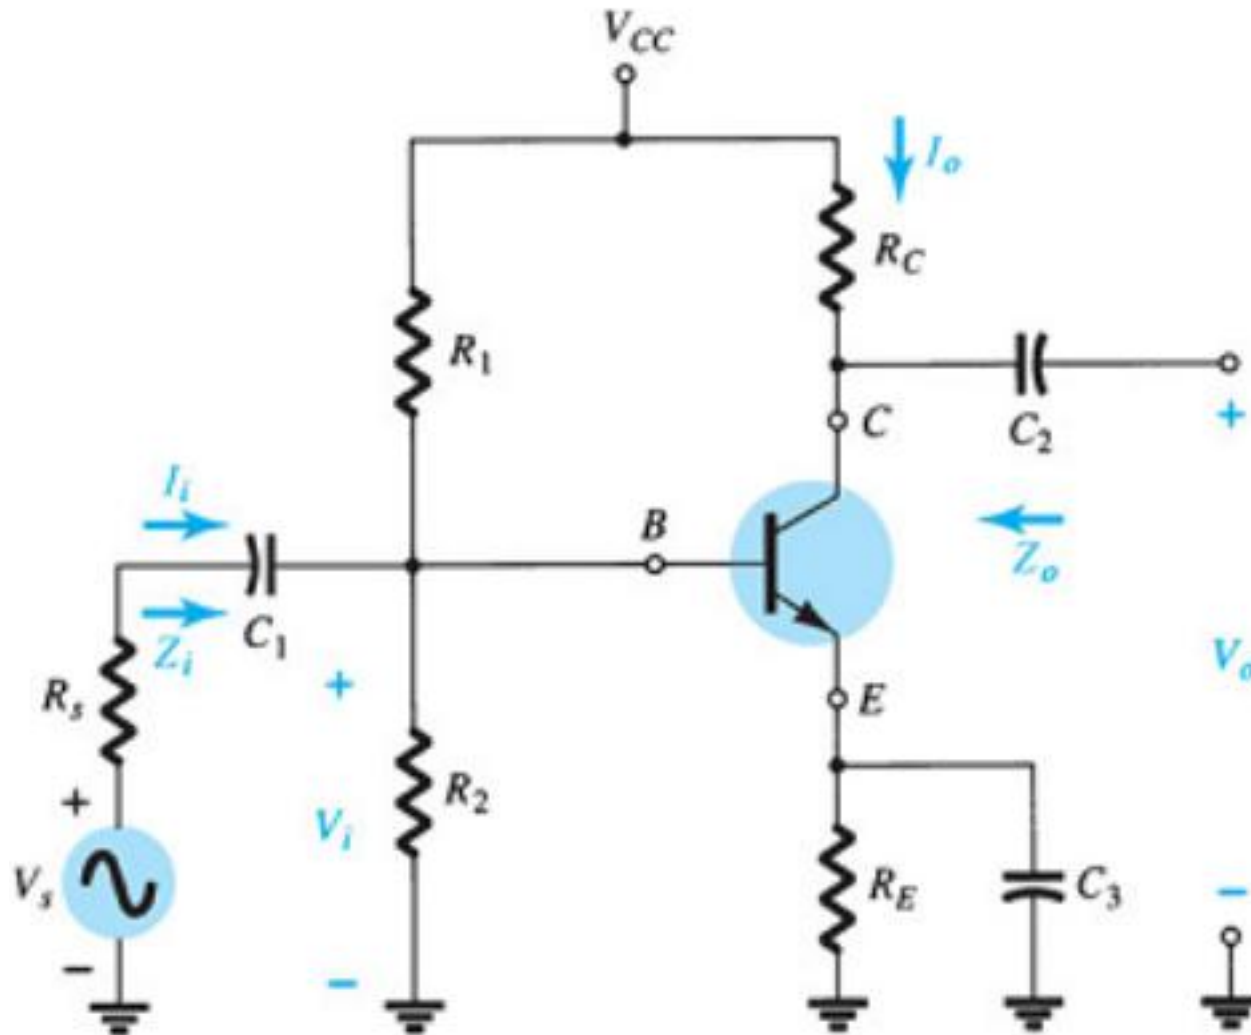 V_CC
I_o
R_C
R_1
C
C_2
+
I_i
B
Z_o
Z_i
C_1
+
V_o
R_s
E
+
V_i
R_2
V_s
R_E
C_3
−
−
−